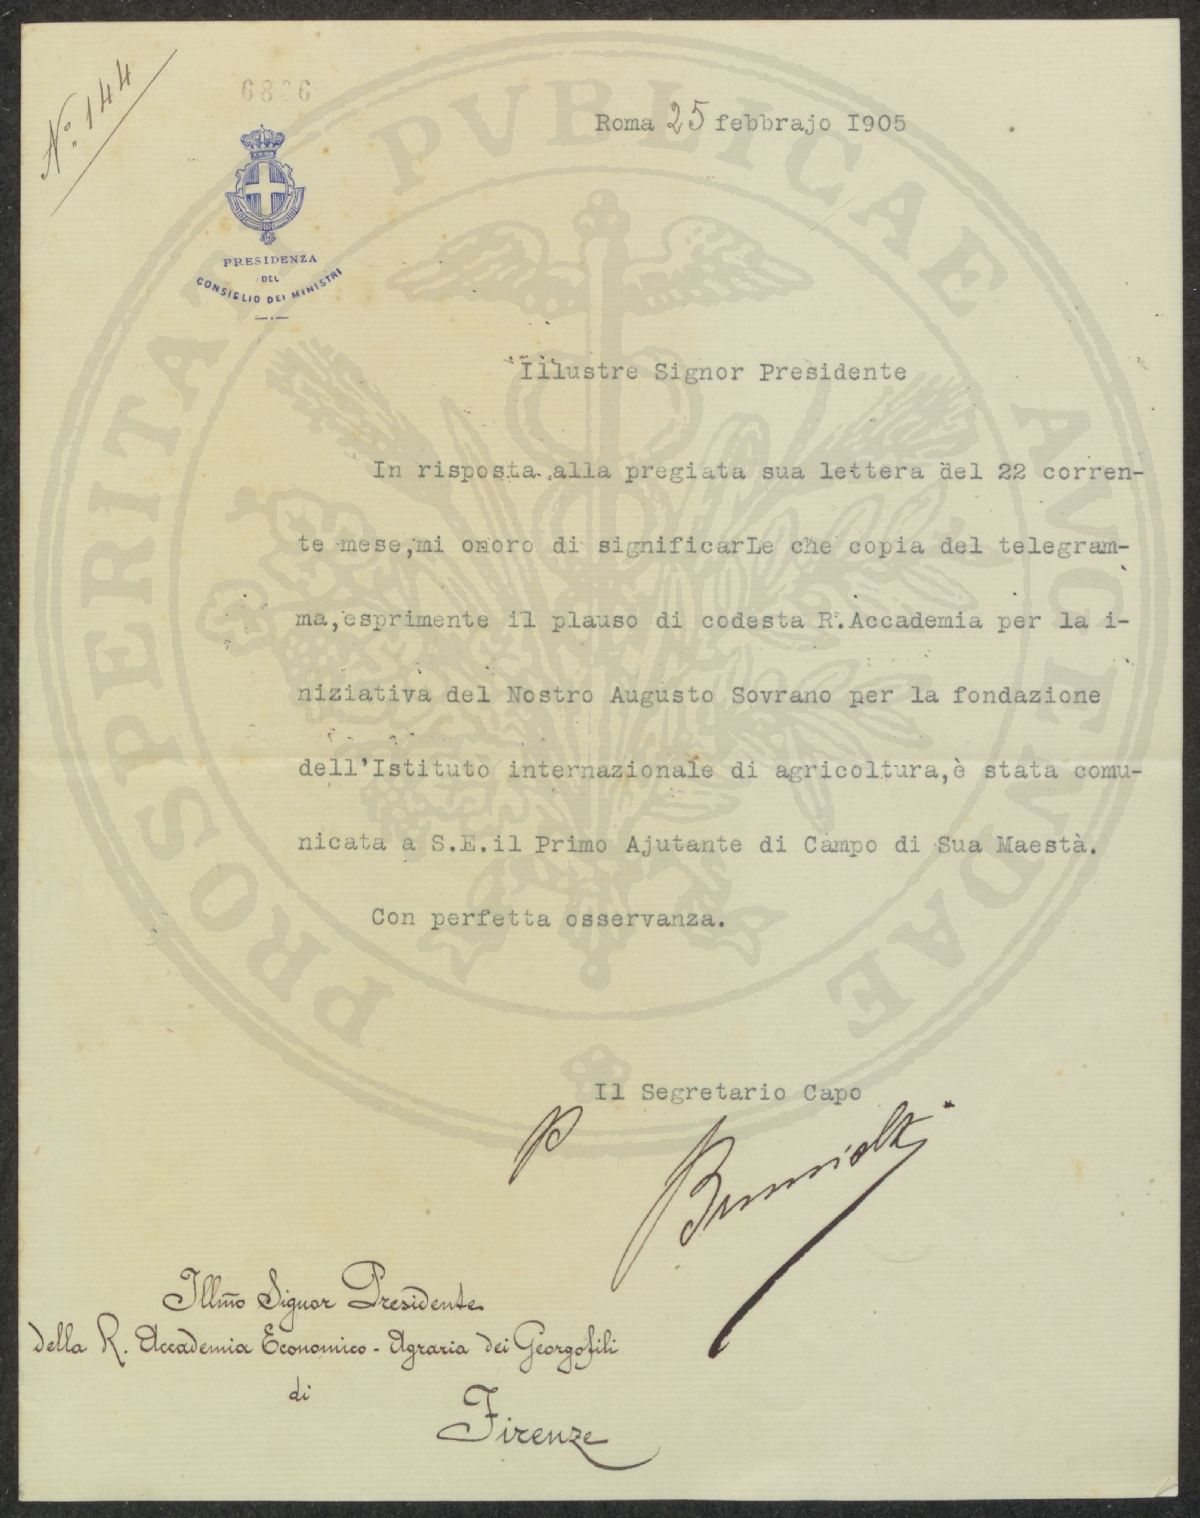 Nº. 144
Roma 25 febbrajo 1905
PRESIDENZA
DEL
CONSIGLIO DEI MINISTRI
Illustre Signor Presidente
In risposta alla pregiata sua lettera del 22 corren-
te mese,mi onoro di significarLe che copia del telegram-
ma,esprimente il plauso di codesta R.Accademia per la i-
niziativa del Nostro Augusto Sovrano per la fondazione
dell'Istituto internazionale di agricoltura,è stata comu-
nicata a S.E.il Primo Ajutante di Campo di Sua Maestà.
Con perfetta osservanza.
Il Segretario Capo
Illmo Signor Presidente
della R. Accademia Economico-Agraria dei Georgofili
di
Firenze
PROSPERITATI PVBLICAE AVGENDAE